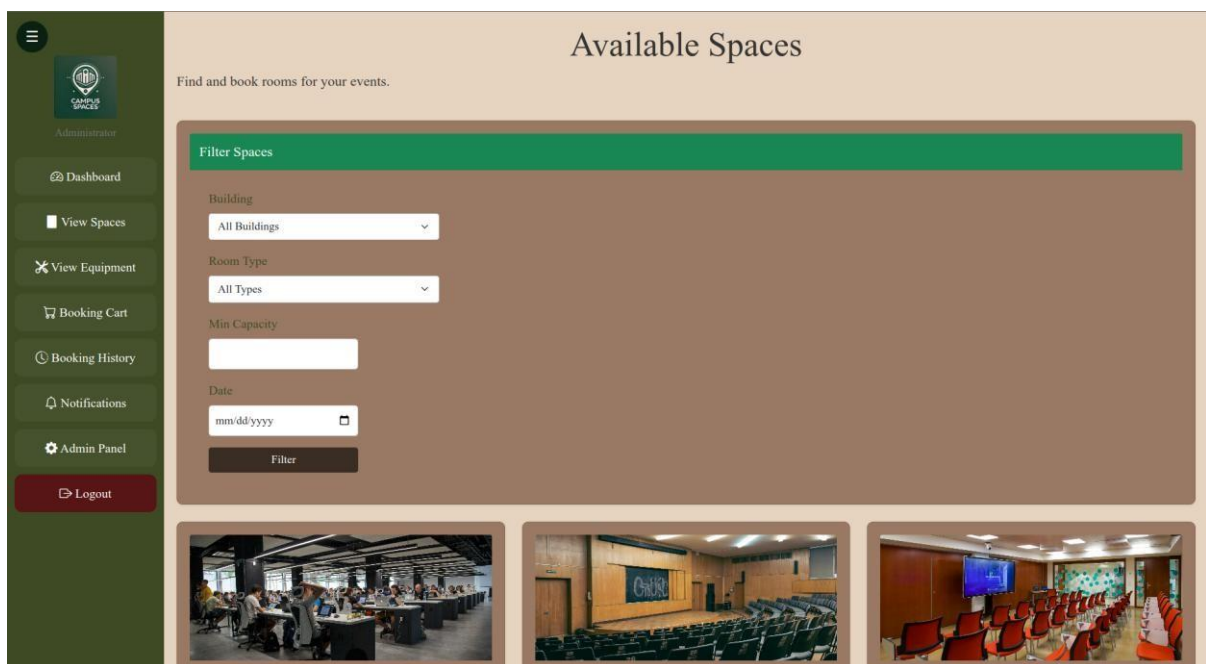 ☰
CAMPUS
SPACES
Administrator
Dashboard
View Spaces
View Equipment
Booking Cart
Booking History
Notifications
Admin Panel
Logout
Available Spaces
Find and book rooms for your events.
Filter Spaces
Building
All Buildings
Room Type
All Types
Min Capacity
Date
mm/dd/yyyy
Filter